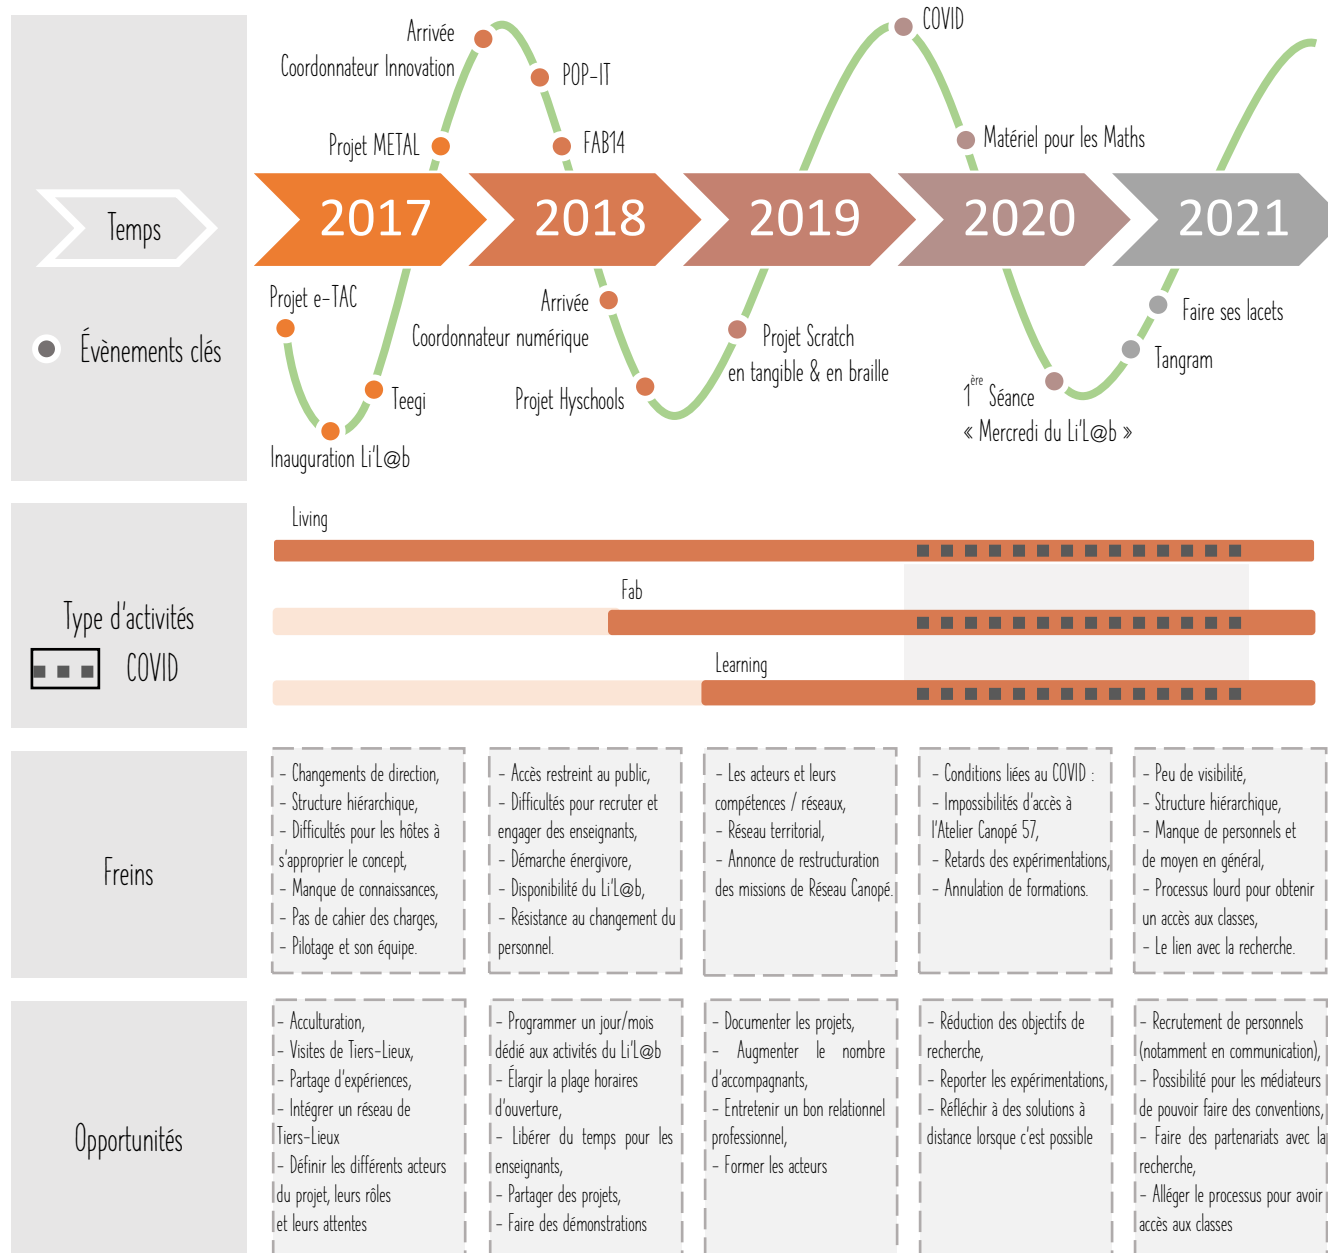 Temps
Évènements clés
Arrivée
Coordonnateur Innovation
Projet METAL
POP-IT
FAB14
COVID
Matériel pour les Maths
2017
2018
2019
2020
2021
Projet e-TAC
Inauguration Li'L@b
Teegi
Arrivée
Coordonnateur numérique
Projet Hyschools
Projet Scratch
en tangible & en braille
1ère Séance
« Mercredi du Li'L@b »
Tangram
Faire ses lacets
Type d'activités
COVID
Living
Fab
Learning
Freins
- Changements de direction,
- Structure hiérarchique,
- Difficultés pour les hôtes à
s'approprier le concept,
- Manque de connaissances,
- Pas de cahier des charges,
- Pilotage et son équipe.
- Accès restreint au public,
- Difficultés pour recruter et
engager des enseignants,
- Démarche énergivore,
- Disponibilité du Li'L@b,
- Résistance au changement du
personnel.
- Les acteurs et leurs
compétences / réseaux,
- Réseau territorial,
- Annonce de restructuration
des missions de Réseau Canopé.
- Conditions liées au COVID :
- Impossibilités d'accès à
l'Atelier Canopé 57,
- Retards des expérimentations,
- Annulation de formations.
- Peu de visibilité,
- Structure hiérarchique,
- Manque de personnels et
de moyen en général,
- Processus lourd pour obtenir
un accès aux classes,
- Le lien avec la recherche.
Opportunités
- Acculturation,
- Visites de Tiers-Lieux,
- Partage d'expériences,
- Intégrer un réseau de
Tiers-Lieux
- Définir les différents acteurs
du projet, leurs rôles
et leurs attentes
- Programmer un jour/mois
dédié aux activités du Li'L@b
- Élargir la plage horaires
d'ouverture,
- Libérer du temps pour les
enseignants,
- Partager des projets,
- Faire des démonstrations
- Documenter les projets,
- Augmenter le nombre
d'accompagnants,
- Entretenir un bon relationnel
professionnel,
- Former les acteurs
- Réduction des objectifs de
recherche,
- Reporter les expérimentations,
- Réfléchir à des solutions à
distance lorsque c'est possible
- Recrutement de personnels
(notamment en communication),
- Possibilité pour les médiateurs
de pouvoir faire des conventions,
- Faire des partenariats avec la
recherche,
- Alléger le processus pour avoir
accès aux classes